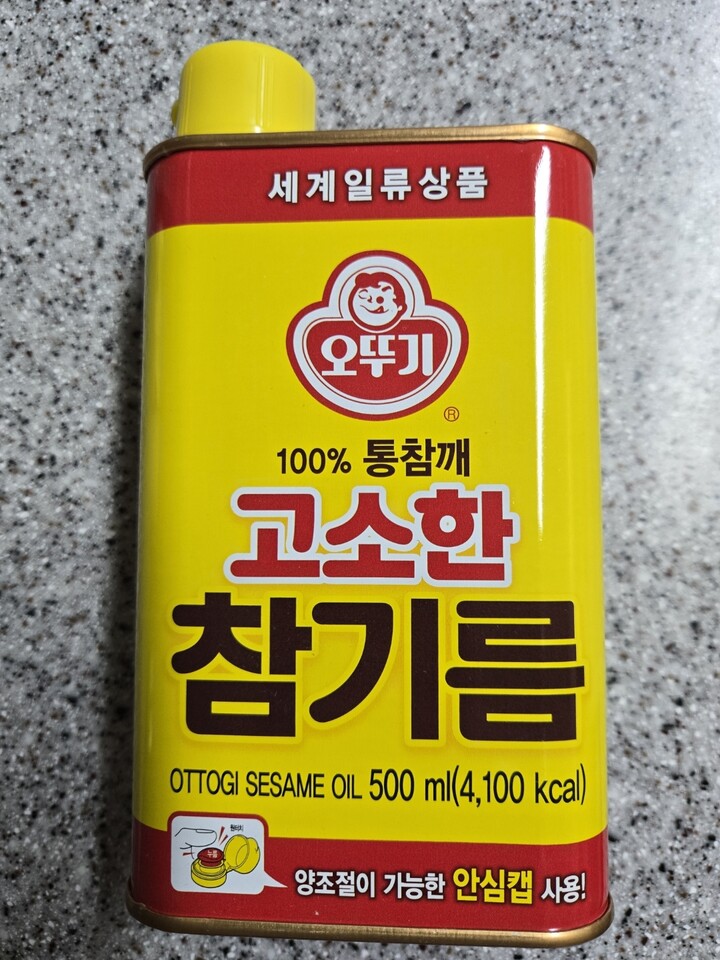 세계일류상품
오뚜기
®
100% 통참깨
고소한
참기름
OTTOGI SESAME OIL 500 ml(4,100 kcal)
누름
양조절이 가능한 안심캡 사용!